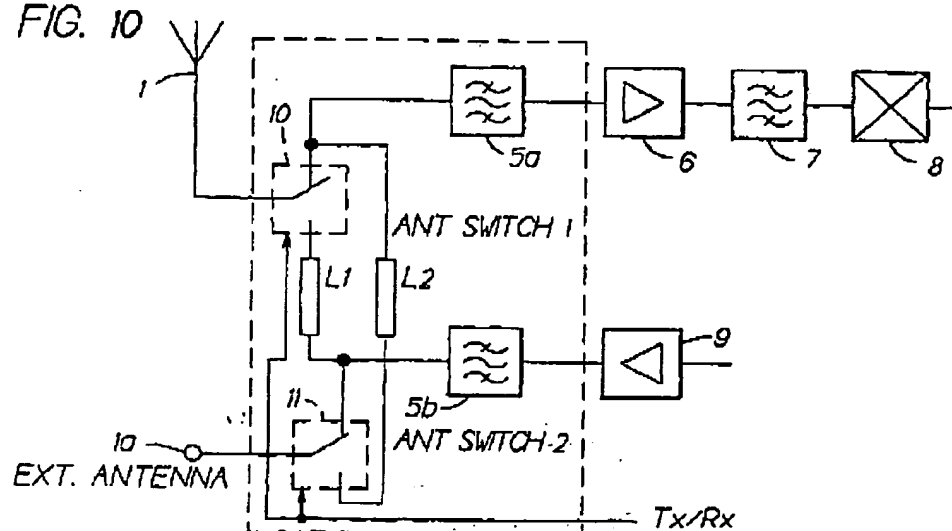 FIG. 10
1
10
5a
6
7
8
ANT SWITCH-1
L1
L2
9
11
5b
ANT SWITCH-2
1a
EXT. ANTENNA
Tx/Rx